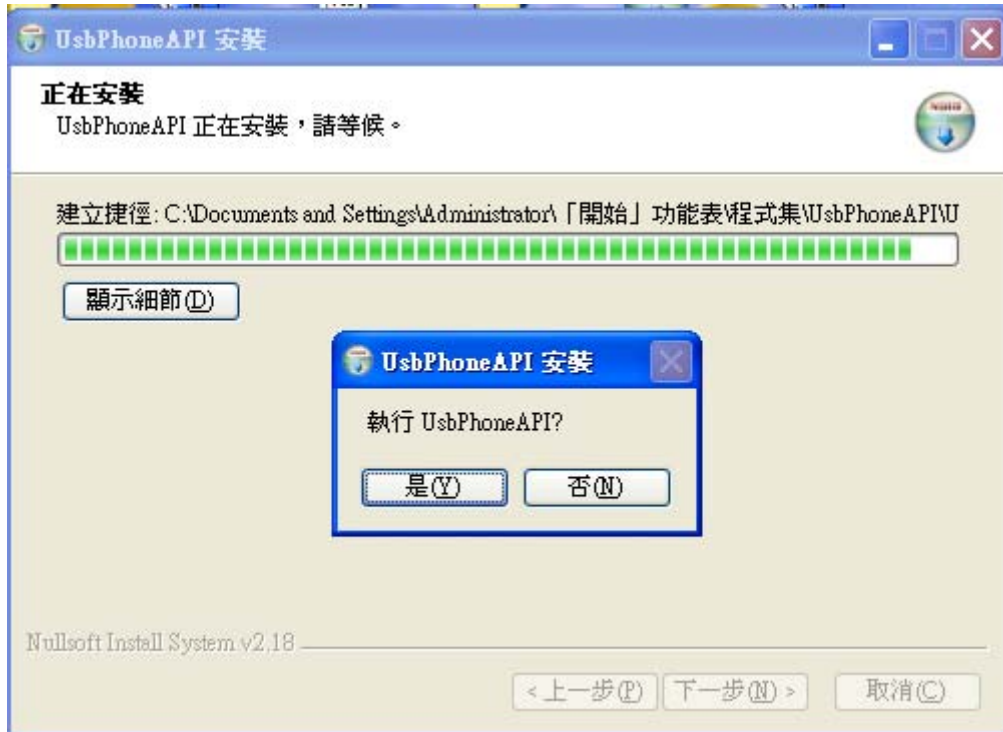 UsbPhoneAPI 安裝
正在安裝
UsbPhoneAPI 正在安裝，請等候。
建立捷徑: C:\Documents and Settings\Administrator\「開始」功能表\程式集\UsbPhoneAPI\U
顯示細節(D)
UsbPhoneAPI 安裝
執行 UsbPhoneAPI?
是(Y) 否(N)
Nullsoft Install System v2.18
<上一步(P) 下一步(N) > 取消(C)